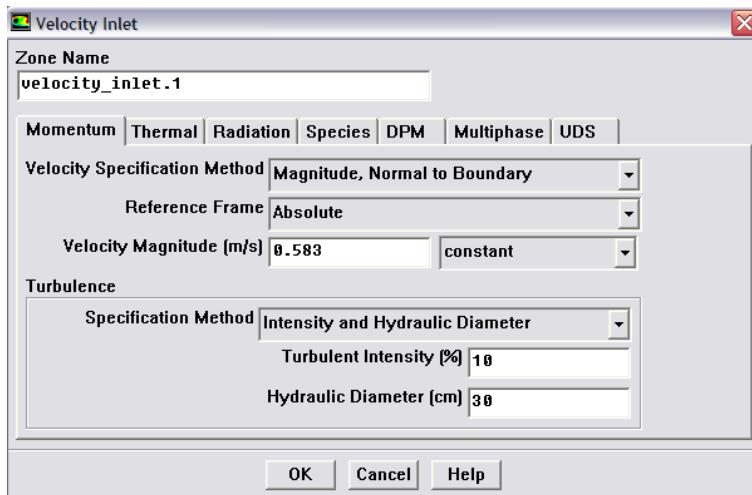 Velocity Inlet
Zone Name
velocity_inlet.1
Momentum Thermal Radiation Species DPM Multiphase UDS
Velocity Specification Method Magnitude, Normal to Boundary
Reference Frame Absolute
Velocity Magnitude (m/s) 0.583 constant
Turbulence
Specification Method Intensity and Hydraulic Diameter
Turbulent Intensity (%) 10
Hydraulic Diameter (cm) 30
OK Cancel Help